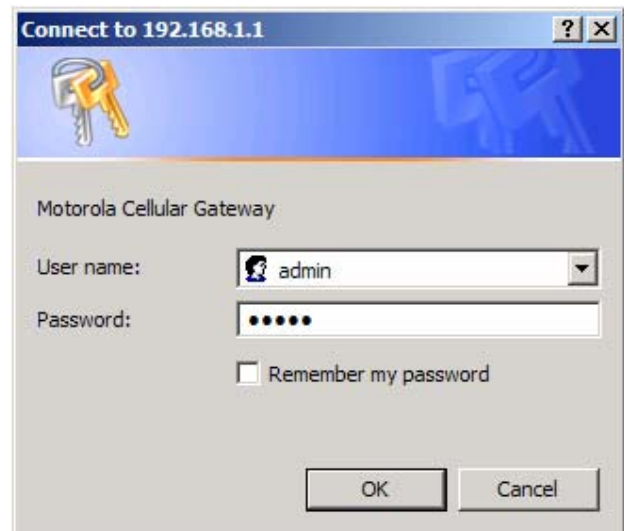 Connect to 192.168.1.1
Motorola Cellular Gateway
User name:
admin
Password:
•••••
Remember my password
OK
Cancel